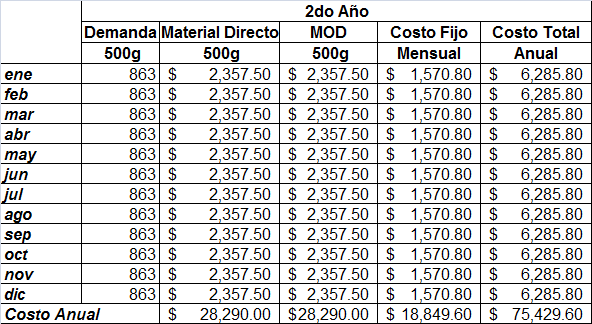 2do Año
Demanda Material Directo MOD Costo Fijo Costo Total
500g 500g 500g Mensual Anual
ene 863 $ 2,357.50 $ 2,357.50 $ 1,570.80 $ 6,285.80
feb 863 $ 2,357.50 $ 2,357.50 $ 1,570.80 $ 6,285.80
mar 863 $ 2,357.50 $ 2,357.50 $ 1,570.80 $ 6,285.80
abr 863 $ 2,357.50 $ 2,357.50 $ 1,570.80 $ 6,285.80
may 863 $ 2,357.50 $ 2,357.50 $ 1,570.80 $ 6,285.80
jun 863 $ 2,357.50 $ 2,357.50 $ 1,570.80 $ 6,285.80
jul 863 $ 2,357.50 $ 2,357.50 $ 1,570.80 $ 6,285.80
ago 863 $ 2,357.50 $ 2,357.50 $ 1,570.80 $ 6,285.80
sep 863 $ 2,357.50 $ 2,357.50 $ 1,570.80 $ 6,285.80
oct 863 $ 2,357.50 $ 2,357.50 $ 1,570.80 $ 6,285.80
nov 863 $ 2,357.50 $ 2,357.50 $ 1,570.80 $ 6,285.80
dic 863 $ 2,357.50 $ 2,357.50 $ 1,570.80 $ 6,285.80
Costo Anual $ 28,290.00 $28,290.00 $ 18,849.60 $ 75,429.60